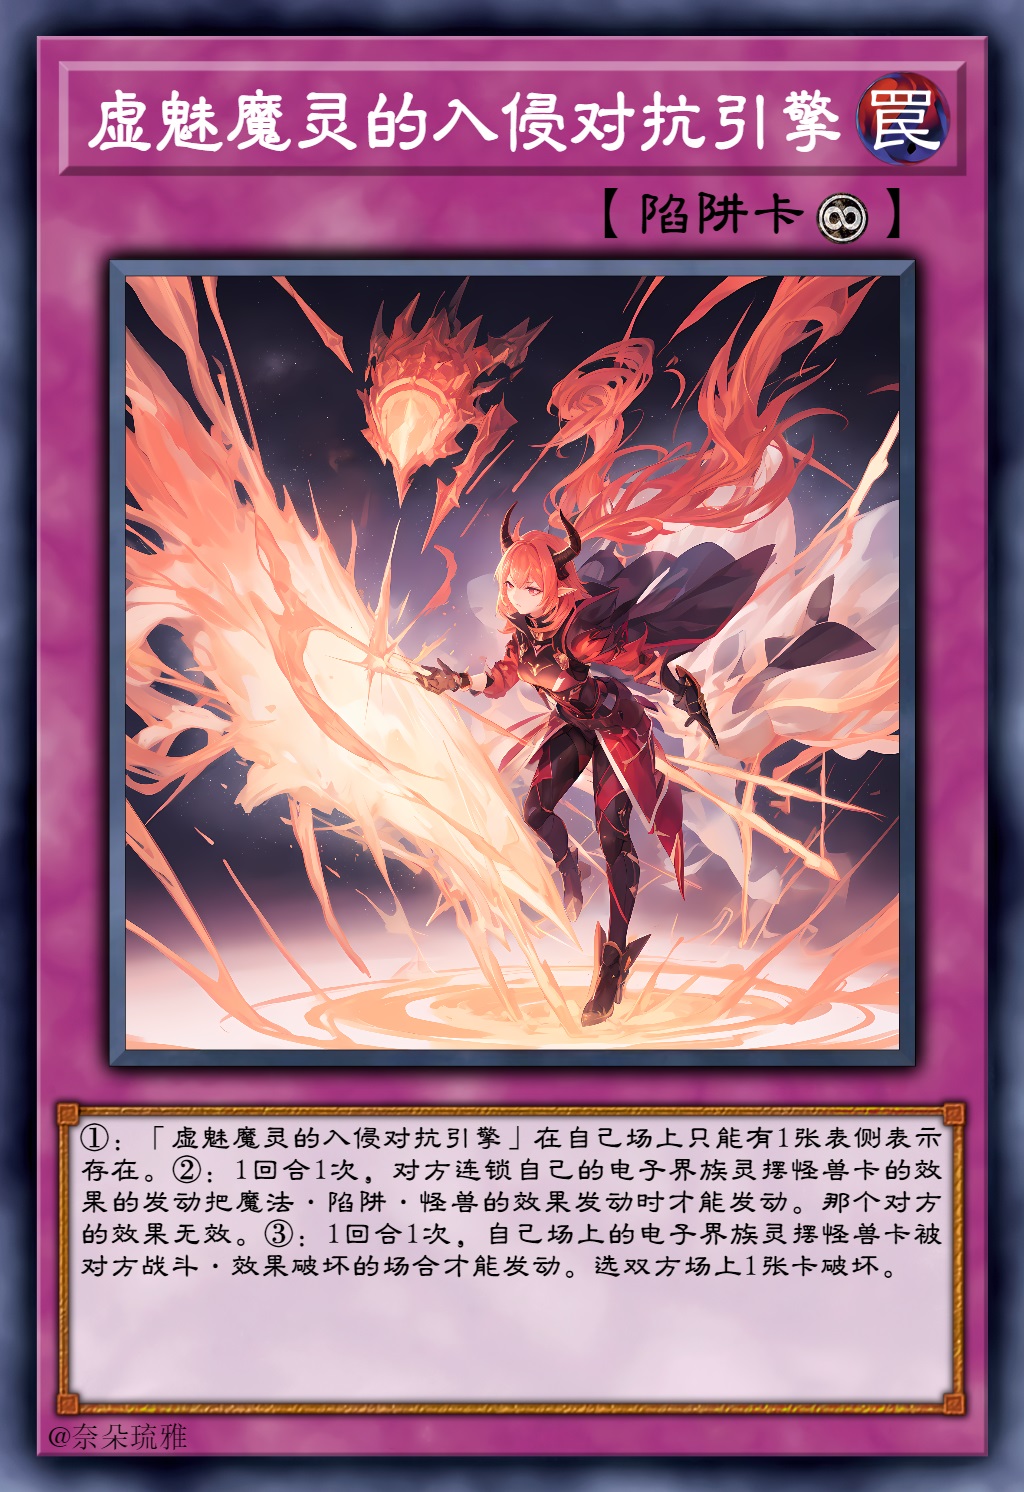 虚魅魔灵的入侵对抗引擎 罠
【陷阱卡】
①：「虚魅魔灵的入侵对抗引擎」在自己场上只能有1张表侧表示
存在。②：1回合1次，对方连锁自己的电子界族灵摆怪兽卡的效
果的发动把魔法·陷阱·怪兽的效果发动时才能发动。那个对方
的效果无效。③：1回合1次，自己场上的电子界族灵摆怪兽卡被
对方战斗·效果破坏的场合才能发动。选双方场上1张卡破坏。
@奈朵琉雅